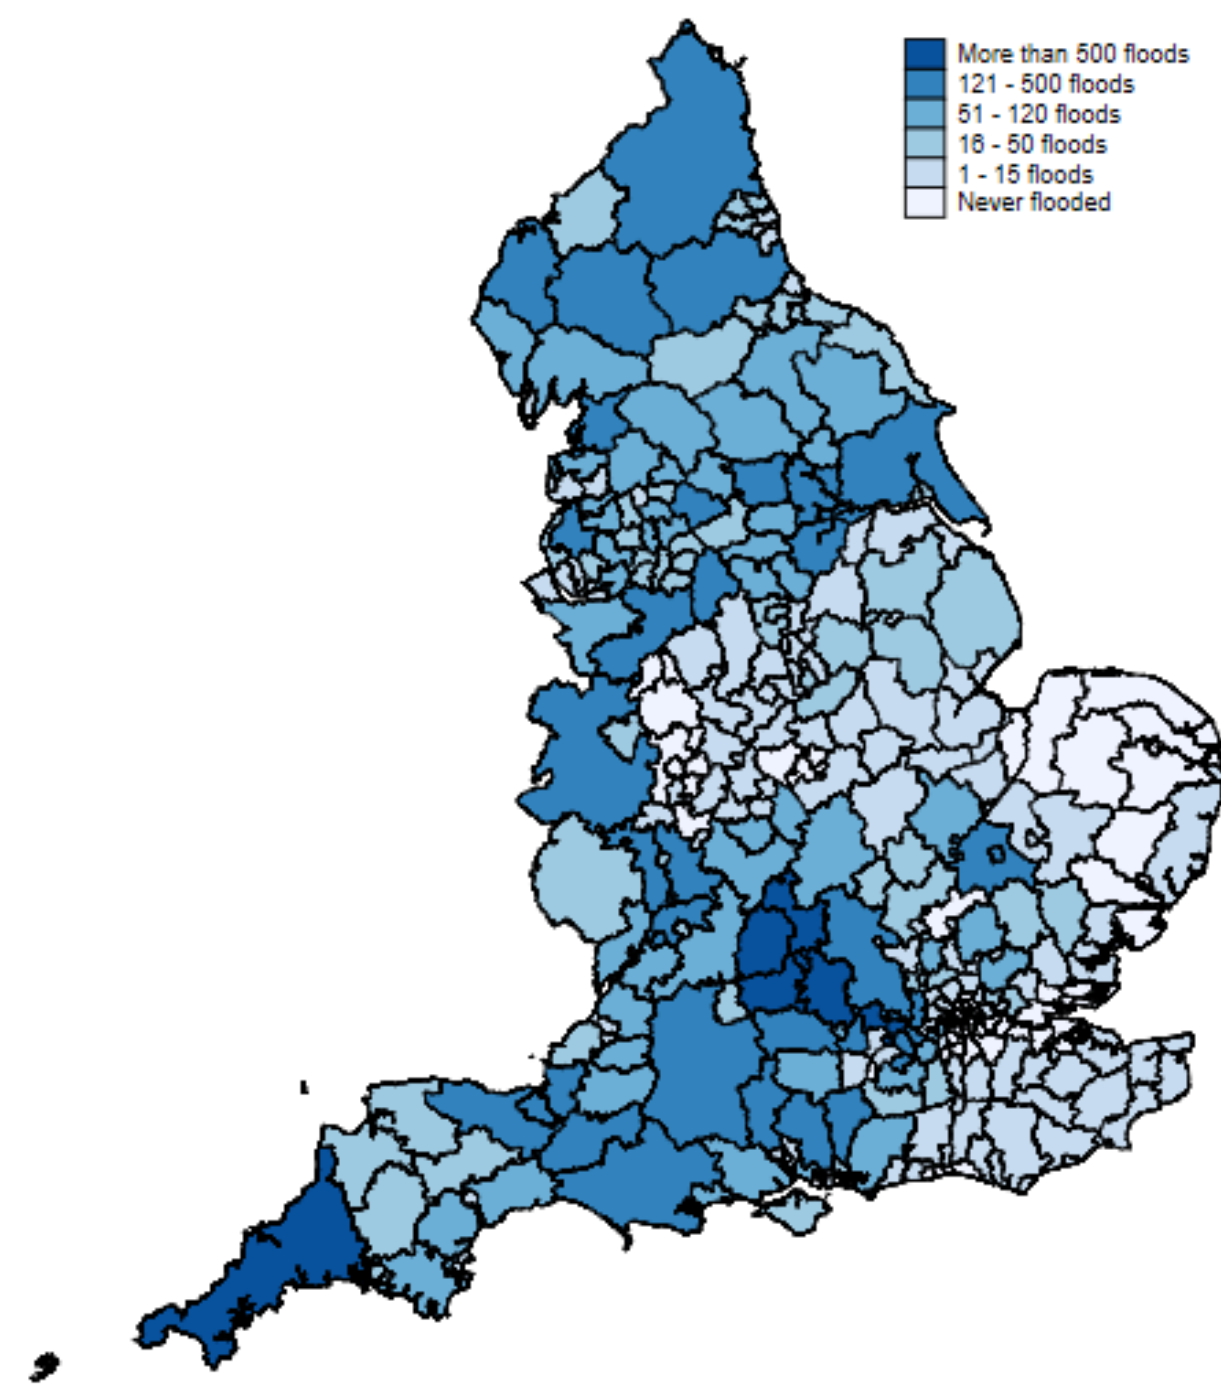 More than 500 floods
121 - 500 floods
51 - 120 floods
16 - 50 floods
1 - 15 floods
Never flooded